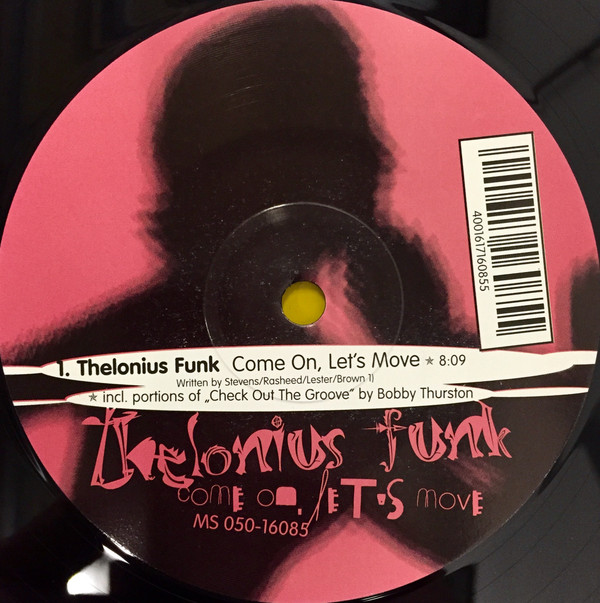 4001617160855
1. Thelonius Funk Come On, Let's Move ★ 8:09
Written by Stevens/Rasheed/Lester/Brown 1)
★ incl. portions of „Check Out The Groove” by Bobby Thurston
Thelonius Funk
COME ON, LET'S MOVE
MS 050-16085